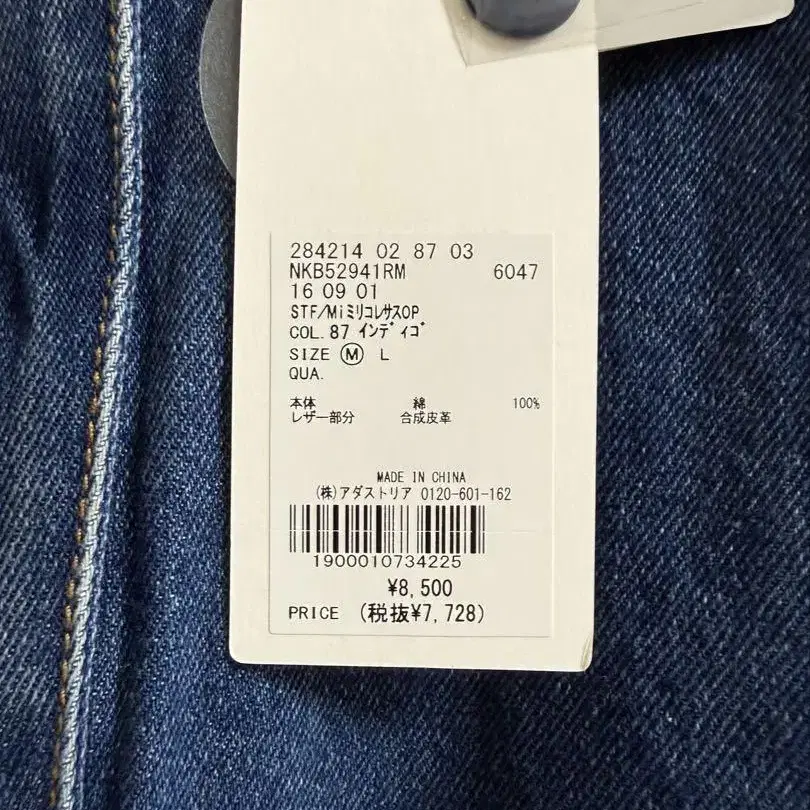 284214 02 87 03
NKB52941RM 6047
16 09 01
STF/MiミリコレサスOP
COL.87 インディゴ
SIZE Ⓜ L
QUA.
本体 綿 100%
レザー部分 合成皮革
MADE IN CHINA
(株)アダストリア 0120-601-162
1900010734225
¥8,500
PRICE (税抜¥7,728)